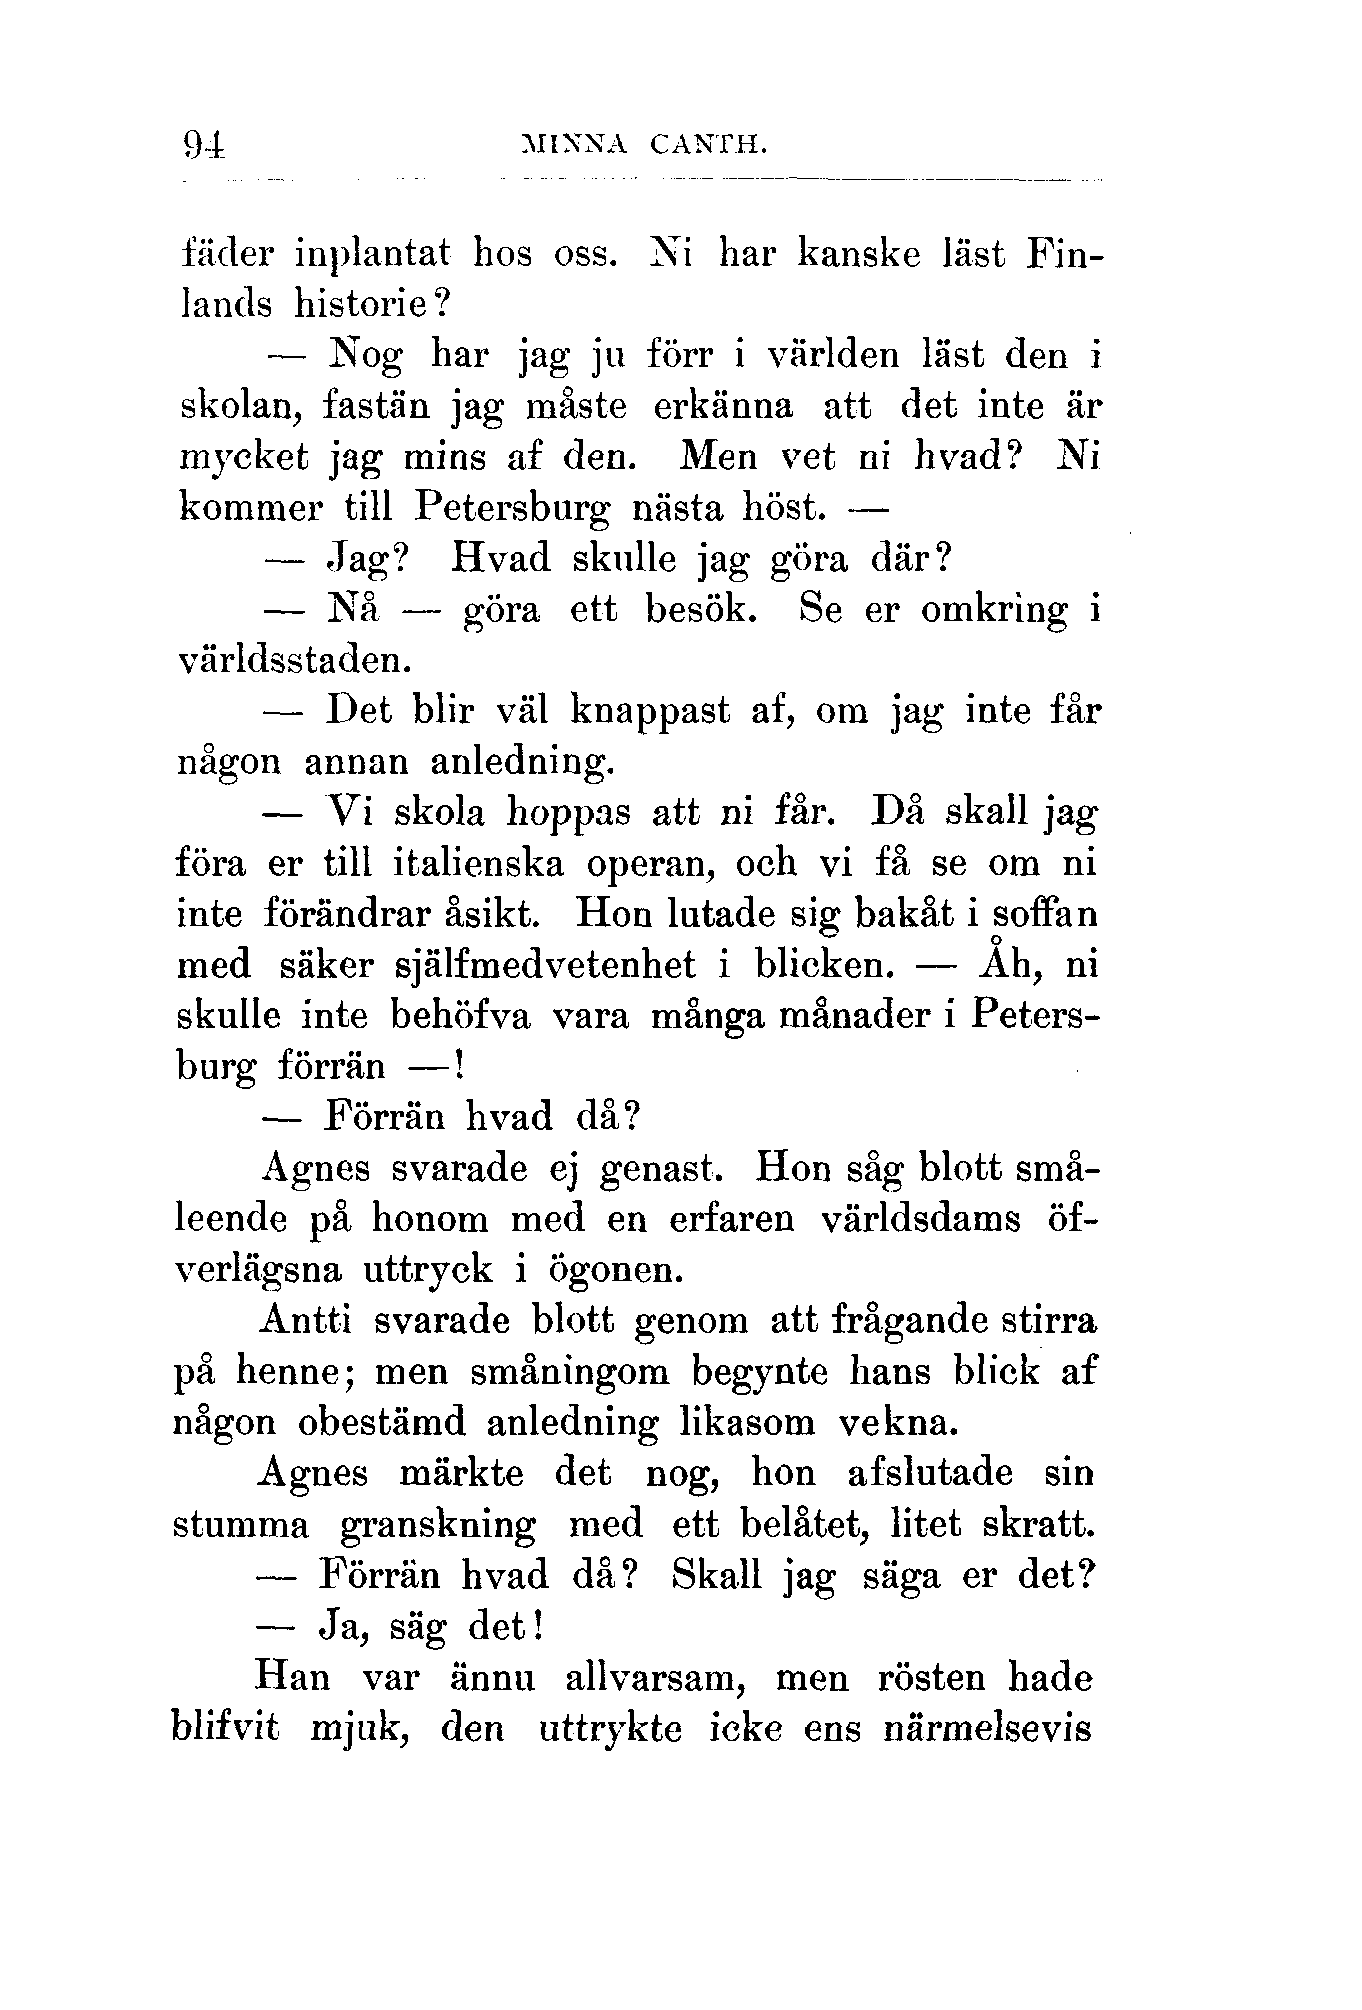 94 MINNA CANTH.
fäder inplantat hos oss. Ni har kanske läst Fin-
lands historie?
— Nog har jag ju förr i världen läst den i
skolan, fastän jag måste erkänna att det inte är
mycket jag mins af den. Men vet ni hvad? Ni
kommer till Petersburg nästa höst. —
— Jag? Hvad skulle jag göra där?
— Nå — göra ett besök. Se er omkring i
världsstaden.
— Det blir väl knappast af, om jag inte får
någon annan anledning.
— Vi skola hoppas att ni får. Då skall jag
föra er till italienska operan, och vi få se om ni
inte förändrar åsikt. Hon lutade sig bakåt i soffan
med säker själfmedvetenhet i blicken. — Åh, ni
skulle inte behöfva vara många månader i Peters-
burg förrän —!
— Förrän hvad då?
Agnes svarade ej genast. Hon såg blott små-
leende på honom med en erfaren världsdams öf-
verlägsna uttryck i ögonen.
Antti svarade blott genom att frågande stirra
på henne; men småningom begynte hans blick af
någon obestämd anledning likasom vekna.
Agnes märkte det nog, hon afslutade sin
stumma granskning med ett belåtet, litet skratt.
— Förrän hvad då? Skall jag säga er det?
— Ja, säg det!
Han var ännu allvarsam, men rösten hade
blifvit mjuk, den uttrykte icke ens närmelsevis